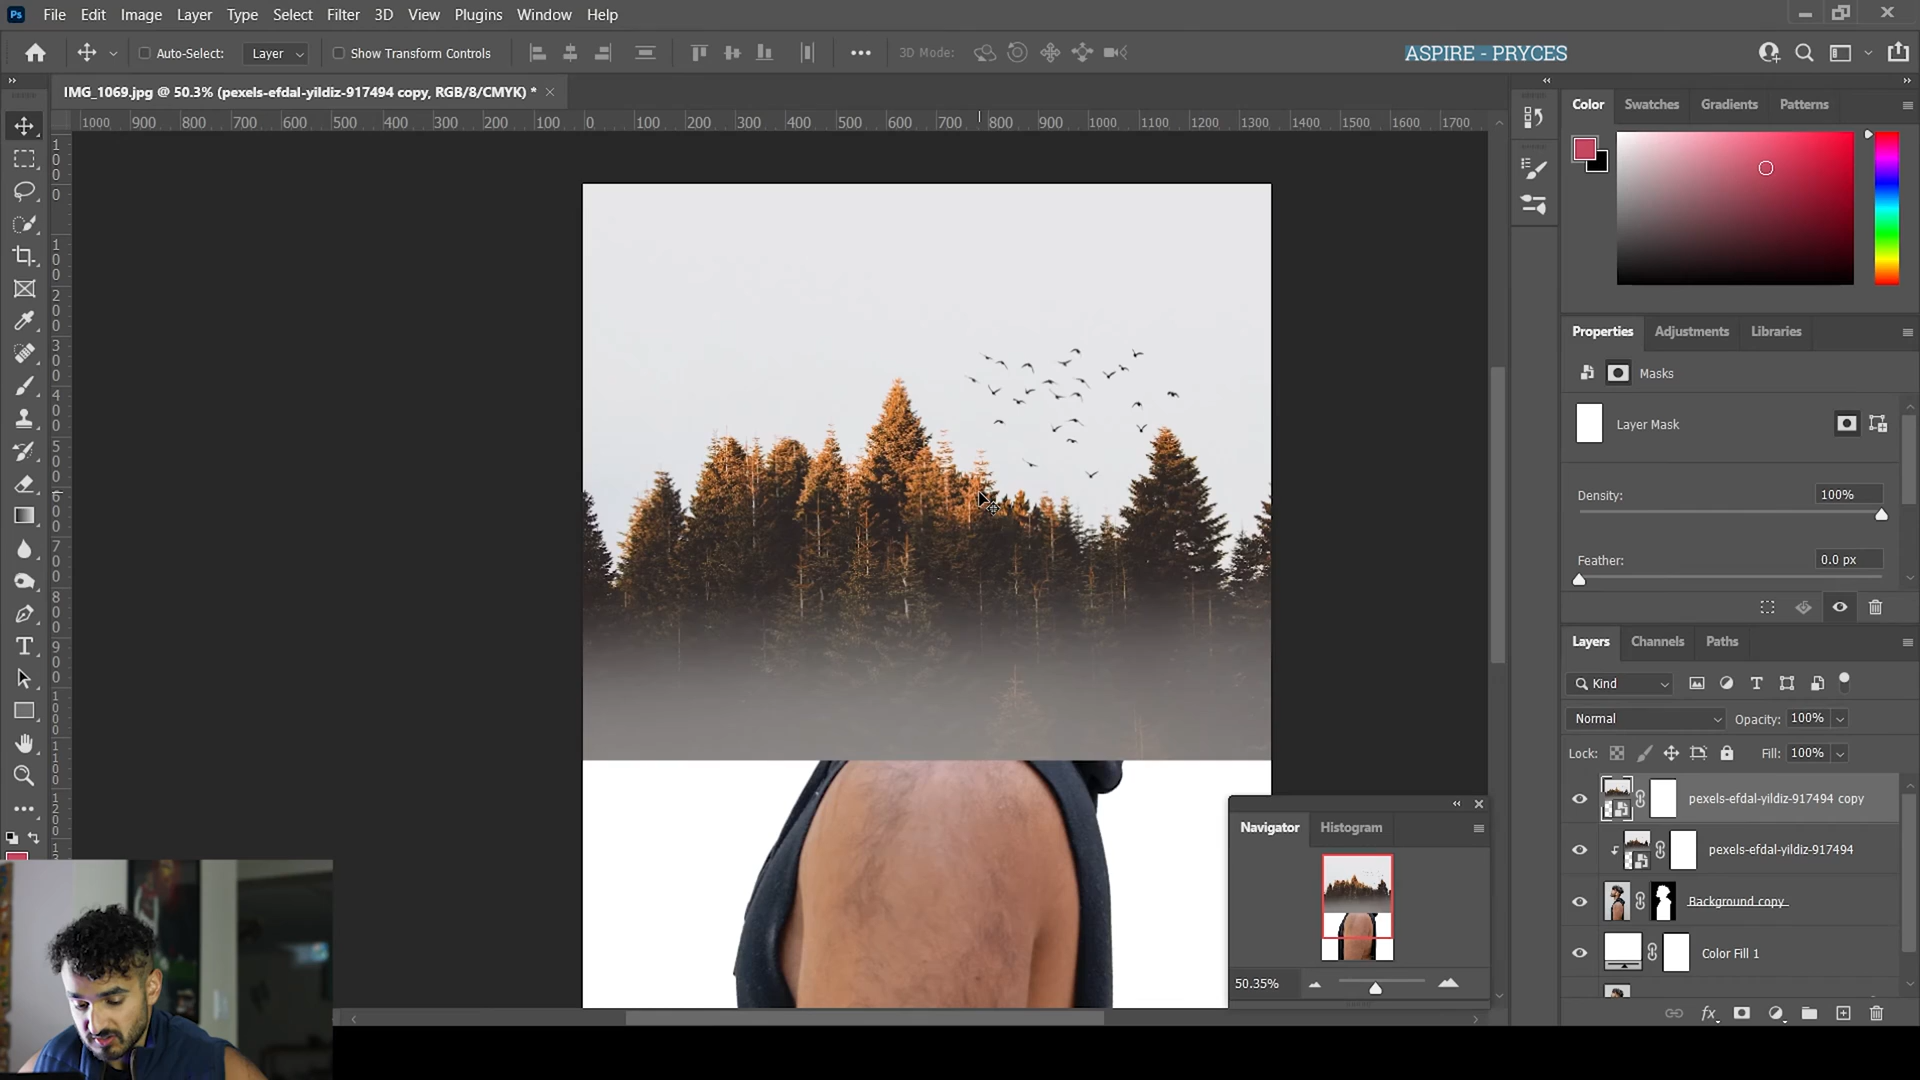 File Edit Image Layer Type Select Filter 3D View Plugins Window Help
Auto-Select: Layer Show Transform Controls 3D Mode: ASPIRE - PRYCES
IMG_1069.jpg @ 50.3% (pexels-efdal-yildiz-917494 copy, RGB/8/CMYK) *
1000 900 800 700 600 500 400 300 200 100 0 100 200 300 400 500 600 700 800 900 1000 1100 1200 1300 1400 1500 1600 1700
Color Swatches Gradients Patterns
Properties Adjustments Libraries
Masks
Layer Mask
Density: 100%
Feather: 0.0 px
Layers Channels Paths
Kind
Normal Opacity: 100%
Lock: Fill: 100%
pexels-efdal-yildiz-917494 copy
pexels-efdal-yildiz-917494
Background copy
Color Fill 1
Navigator Histogram
50.35%